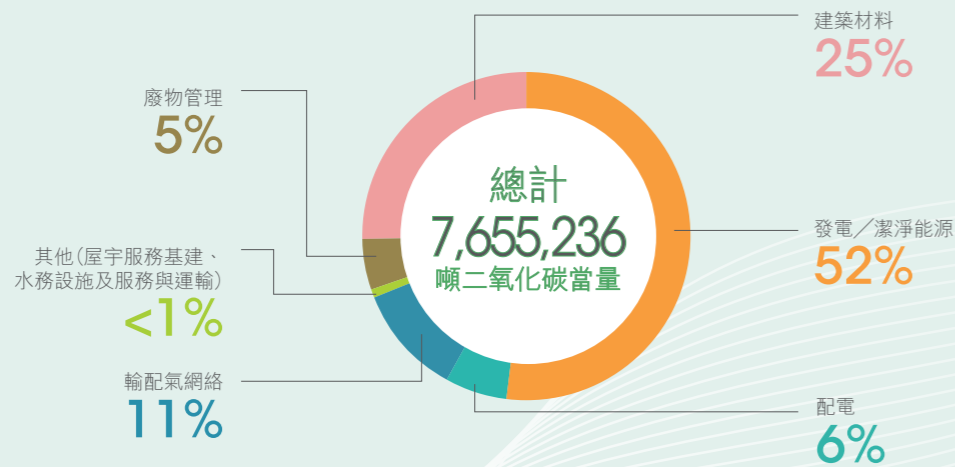 建築材料
25%
廢物管理
5%
總計
7,655,236
噸二氧化碳當量
發電／潔淨能源
52%
其他（屋宇服務基建、
水務設施及服務與運輸）
<1%
輸配氣網絡
11%
配電
6%